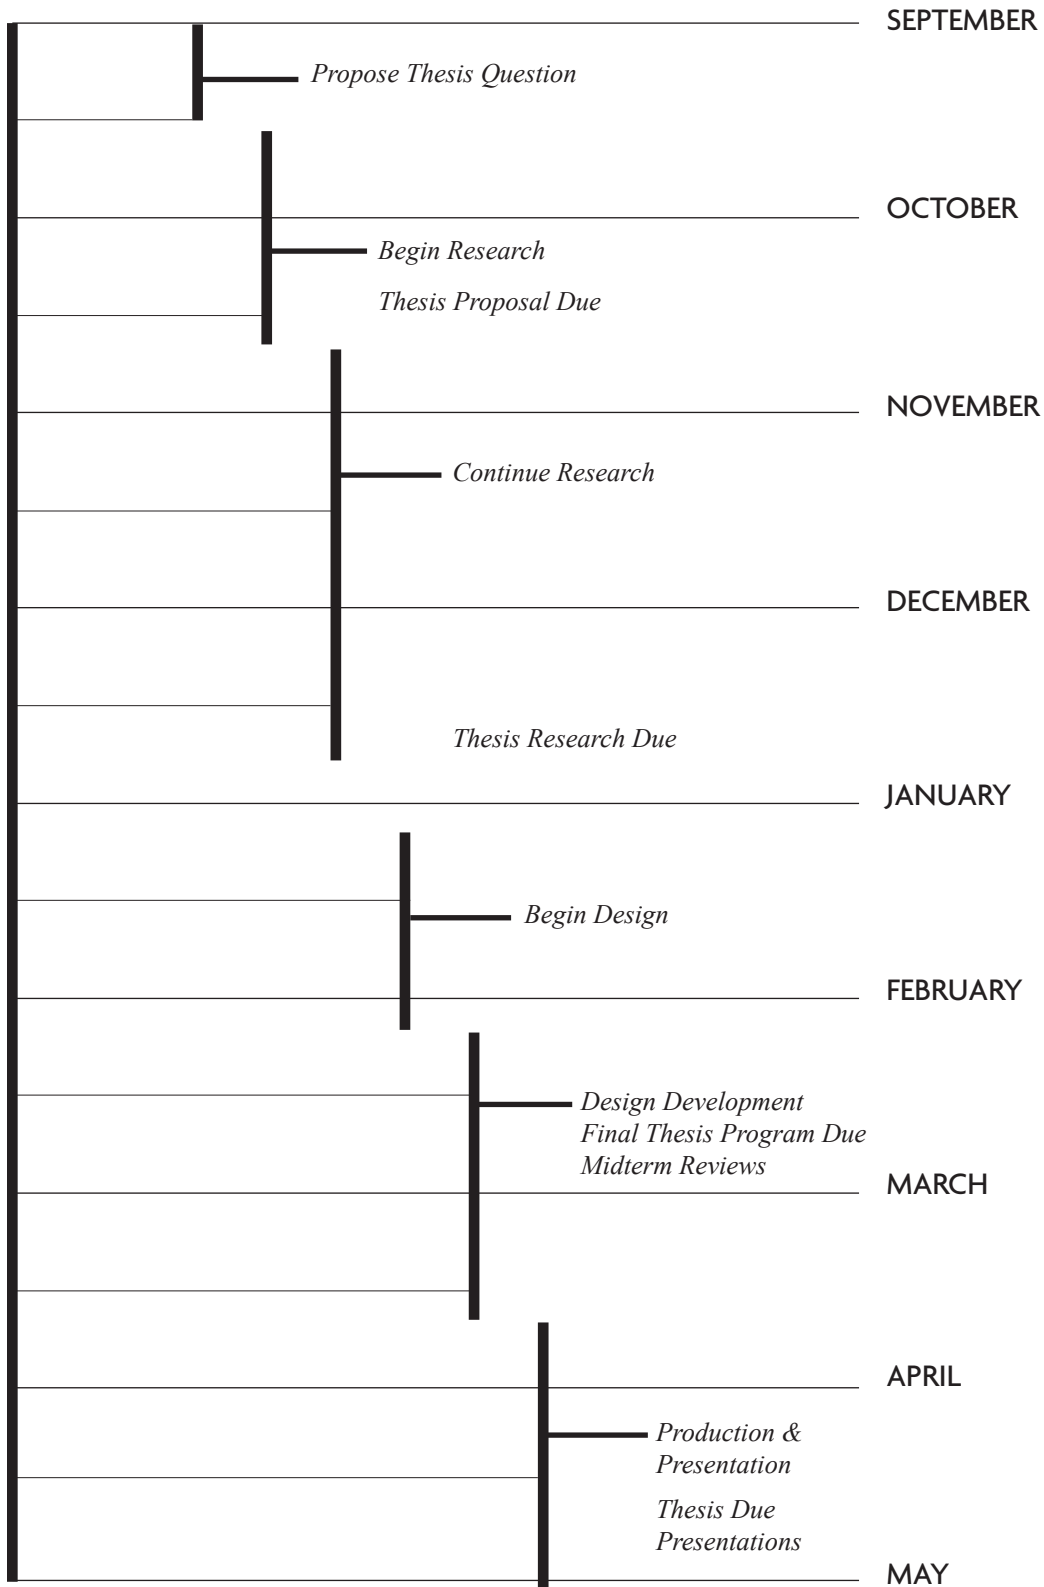 SEPTEMBER
Propose Thesis Question
OCTOBER
Begin Research
Thesis Proposal Due
NOVEMBER
Continue Research
DECEMBER
Thesis Research Due
JANUARY
Begin Design
FEBRUARY
Design Development
Final Thesis Program Due
Midterm Reviews
MARCH
APRIL
Production &
Presentation
Thesis Due
Presentations
MAY